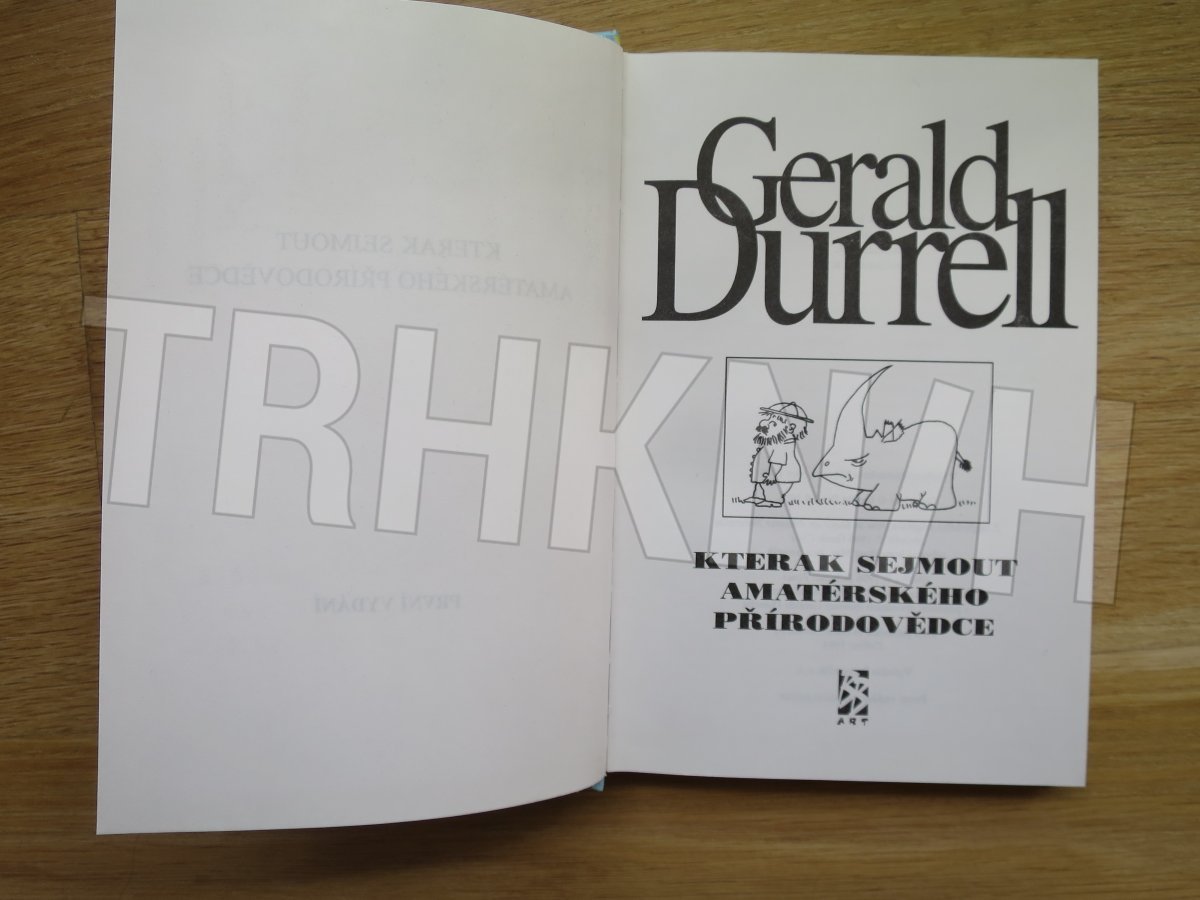 KTERAK SEJMOUT
AMATÉRSKÉHO PŘÍRODOVĚDCE
PRVNÍ VYDÁNÍ
Gerald
Durrell
KTERAK SEJMOUT
AMATÉRSKÉHO
PŘÍRODOVĚDCE
ART
TRHKNIH